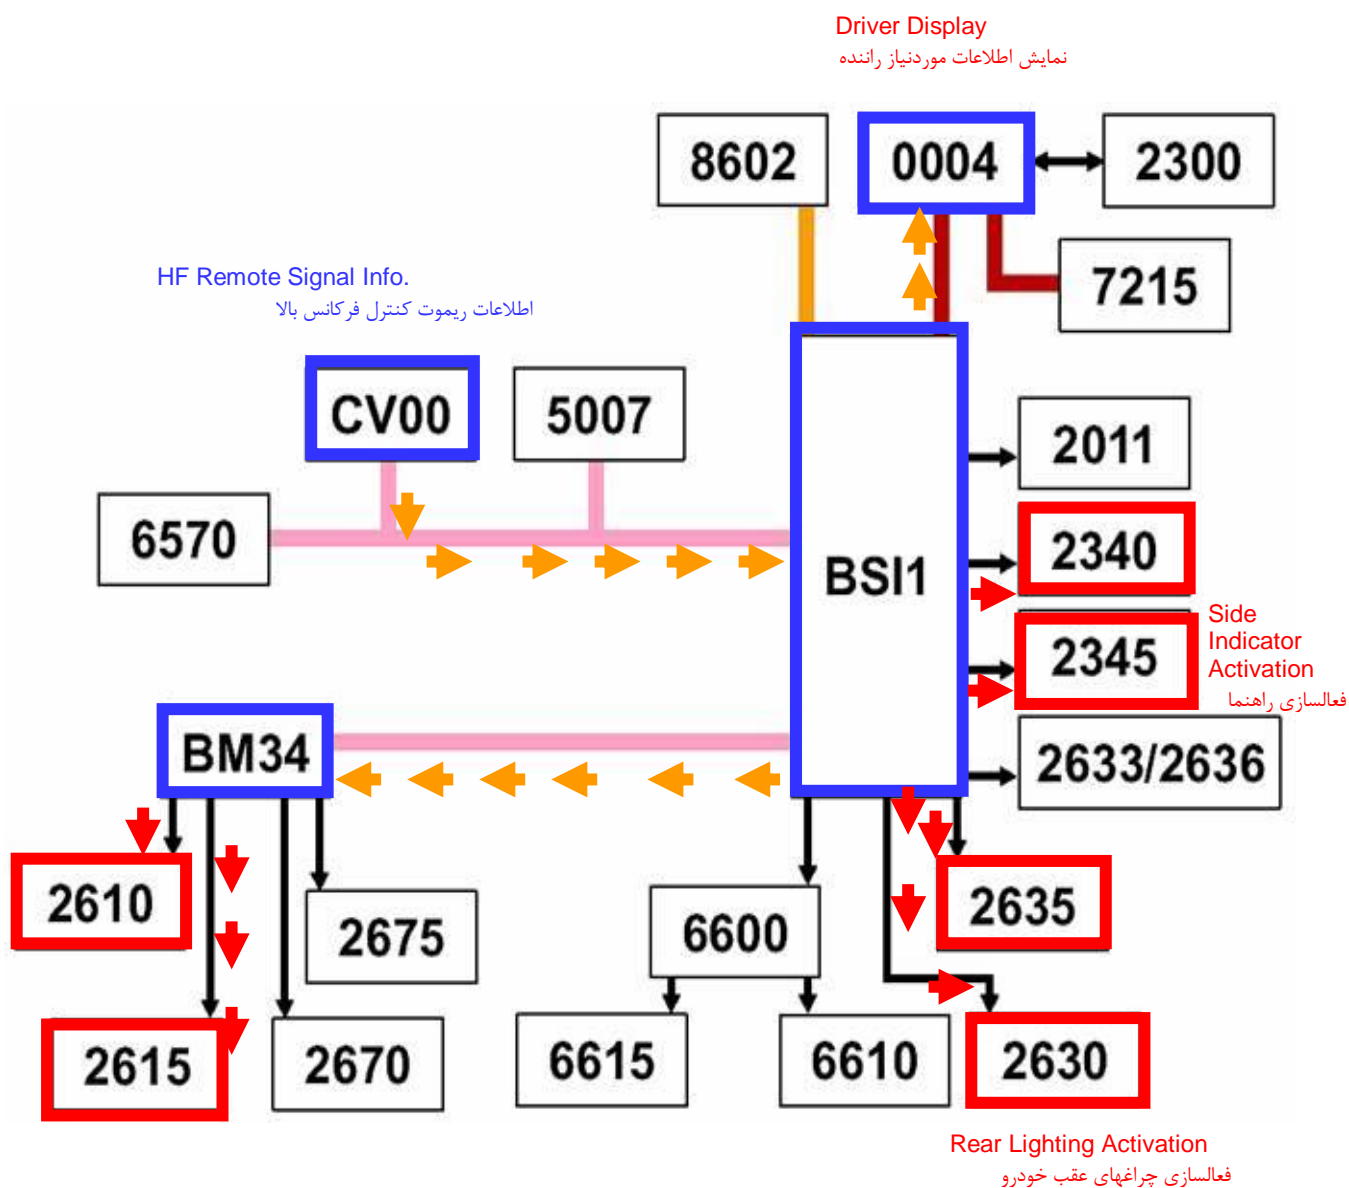 Driver Display
نمایش اطلاعات موردنیاز راننده
8602
0004
2300
7215
HF Remote Signal Info.
اطلاعات ریموت کنترل فرکانس بالا
CV00
5007
6570
BSI1
2011
2340
2345
Side
Indicator
Activation
فعالسازی راهنما
2633/2636
BM34
2610
2675
2615
2670
6600
6615
6610
2635
2630
Rear Lighting Activation
فعالسازی چراغهای عقب خودرو